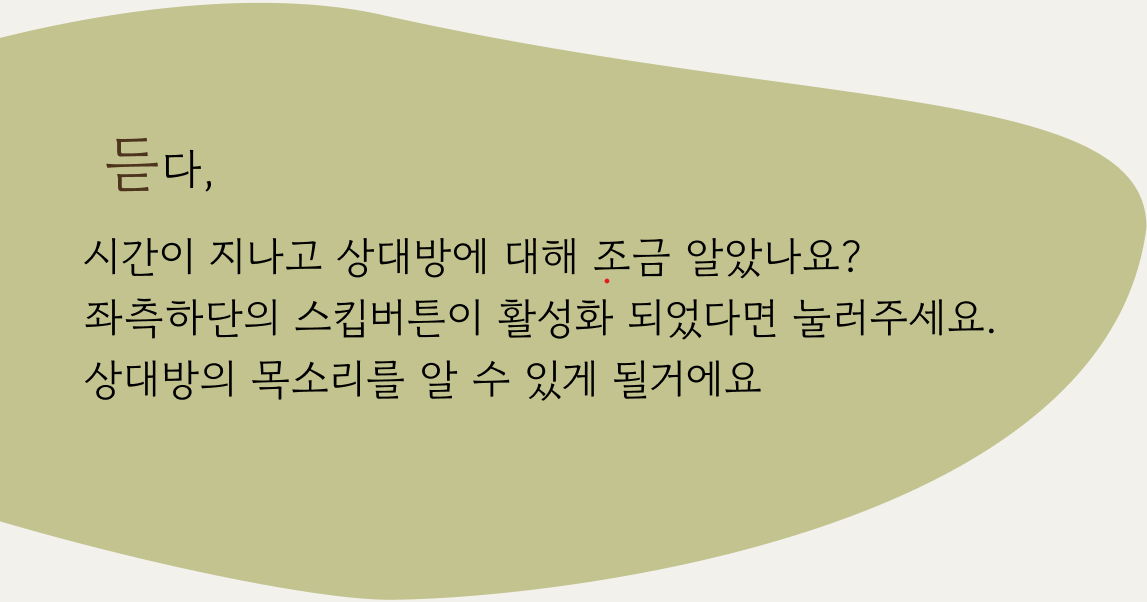 듣다,
시간이 지나고 상대방에 대해 조금 알았나요?
좌측하단의 스킵버튼이 활성화 되었다면 눌러주세요.
상대방의 목소리를 알 수 있게 될거에요